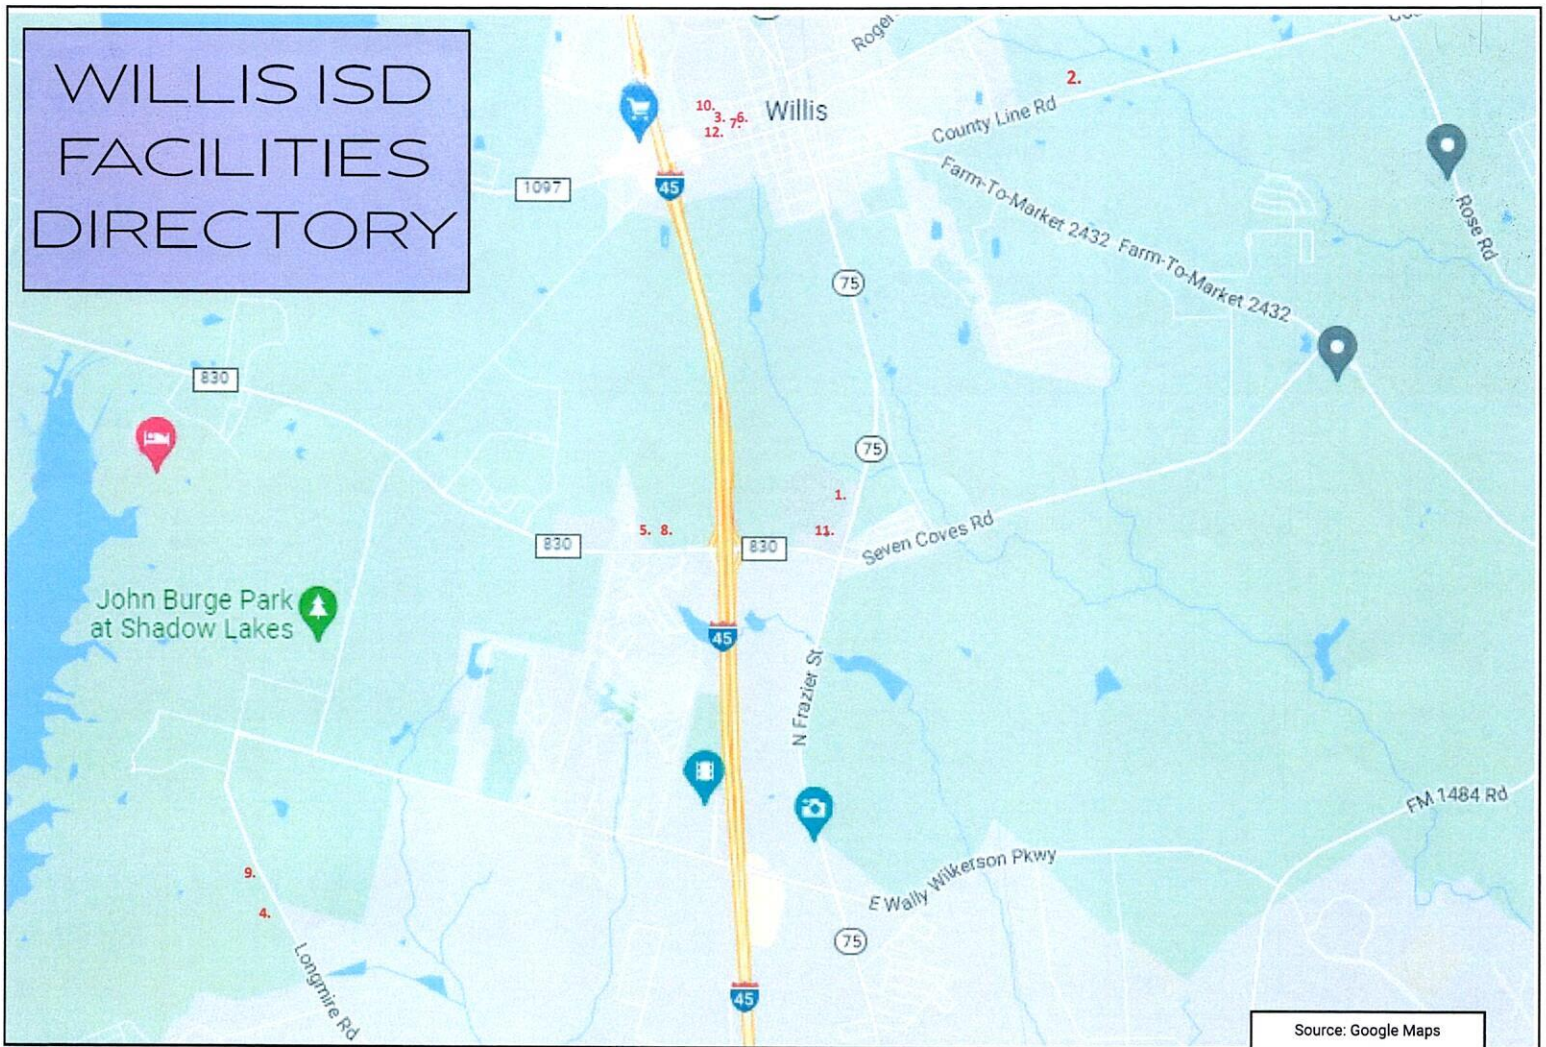 WILLIS ISD
FACILITIES
DIRECTORY
Roger
2.
10.
3.
7.
6.
12.
Willis
County Line Rd
1097
45
Farm-To-Market 2432
Farm-To-Market 2432
Rose Rd
75
830
75
1.
5.
8.
11.
830
830
Seven Coves Rd
John Burge Park
at Shadow Lakes
45
N Frazier St
FM 1484 Rd
9.
4.
E Wally Wilkerson Pkwy
75
Longmire Rd
45
Source: Google Maps